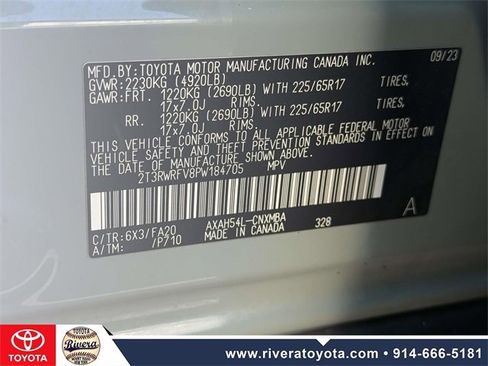 MFD.BY:TOYOTA MOTOR MANUFACTURING CANADA INC. 09/23
GVWR:2230KG (4920LB)
GAWR:FRT. 1220KG (2690LB) WITH 225/65R17 TIRES,
17x7.0J RIMS.
RR. 1220KG (2690LB) WITH 225/65R17 TIRES,
17x7.0J RIMS.
THIS VEHICLE CONFORMS TO ALL APPLICABLE FEDERAL MOTOR
VEHICLE SAFETY AND THEFT PREVENTION STANDARDS IN EFFECT ON
THE DATE OF MANUFACTURE SHOWN ABOVE.
2T3RWRFV8PW184705 MPV
C/TR:6X3/FA20 AXAH54L-CNXMBA 328 A
A/TM: /P710 MADE IN CANADA
TOYOTA
TOYOTA
Rivera
www.riveratoyota.com • 914-666-5181